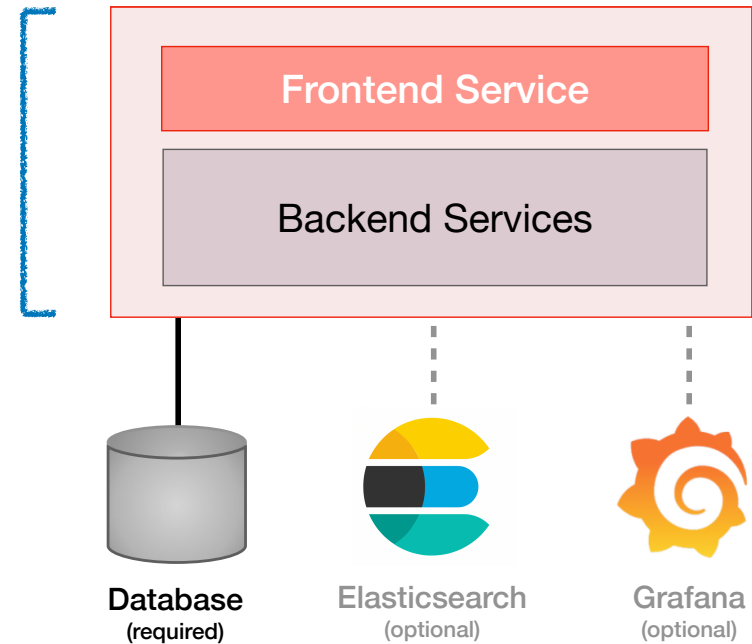 Frontend Service
Backend Services
Database
(required)
Elasticsearch
(optional)
Grafana
(optional)